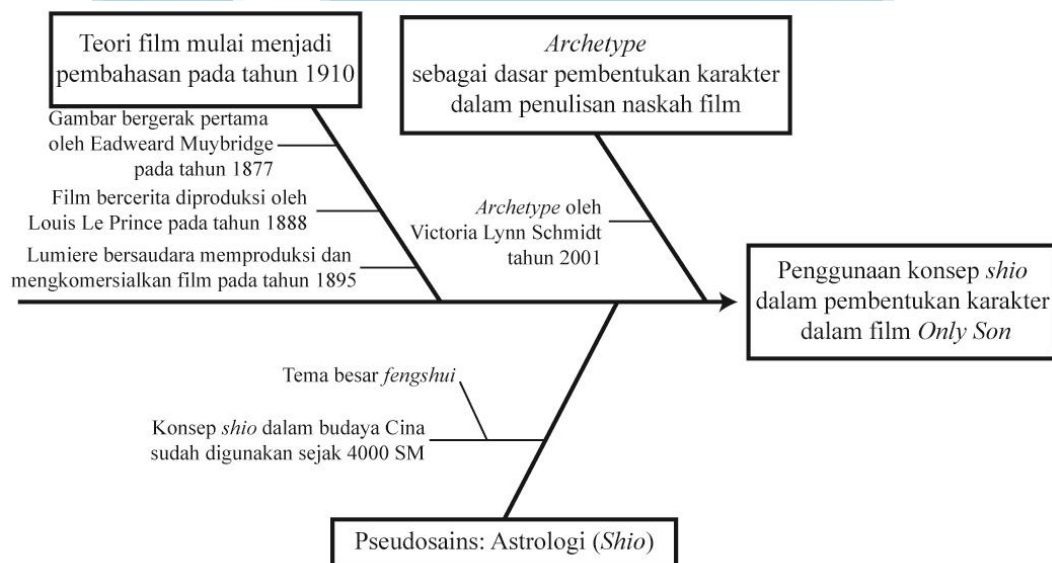 Teori film mulai menjadi
pembahasan pada tahun 1910
Archetype
sebagai dasar pembentukan karakter
dalam penulisan naskah film
Gambar bergerak pertama
oleh Eadweard Muybridge
pada tahun 1877
Film bercerita diproduksi oleh
Louis Le Prince pada tahun 1888
Lumiere bersaudara memproduksi dan
mengkomersialkan film pada tahun 1895
Archetype oleh
Victoria Lynn Schmidt
tahun 2001
Penggunaan konsep shio
dalam pembentukan karakter
dalam film Only Son
Tema besar fengshui
Konsep shio dalam budaya Cina
sudah digunakan sejak 4000 SM
Pseudosains: Astrologi (Shio)